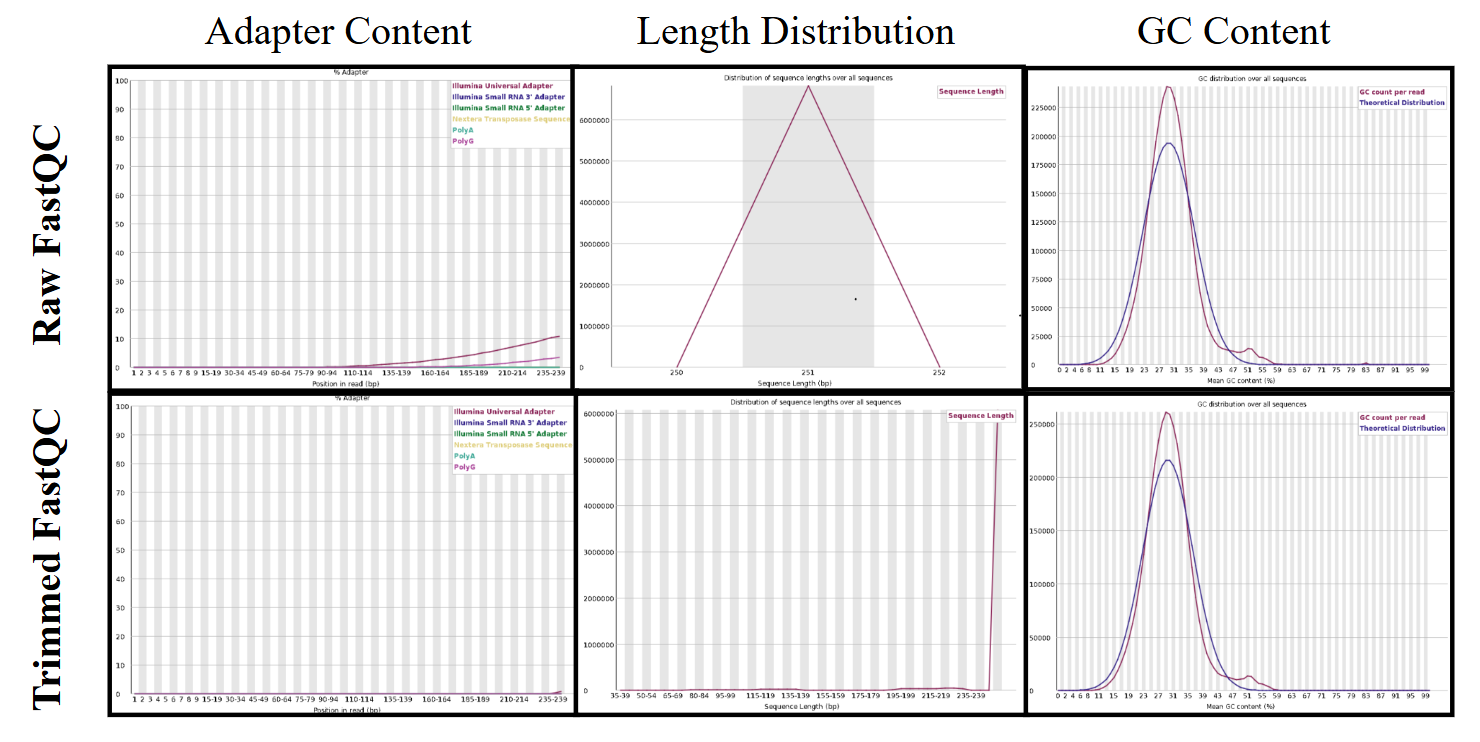 Adapter Content
Length Distribution
GC Content
Raw FastQC
% Adapter
100
90
80
70
60
50
40
30
20
10
0
Illumina Universal Adapter
Illumina Small RNA 3' Adapter
Illumina Small RNA 5' Adapter
Nextera Transposase Sequence
PolyA
PolyG
1 2 3 4 5 6 7 8 9 15-19 30-34 45-49 60-64 75-79 90-94 110-114 135-139 160-164 185-189 210-214 235-239
Position in read (bp)
Distribution of sequence lengths over all sequences
Sequence Length
6000000
5000000
4000000
3000000
2000000
1000000
0
250 251 252
Sequence Length (bp)
GC distribution over all sequences
GC count per read
Theoretical Distribution
225000
200000
175000
150000
125000
100000
75000
50000
25000
0
0 2 4 6 8 11 15 19 23 27 31 35 39 43 47 51 55 59 63 67 71 75 79 83 87 91 95 99
Mean GC content (%)
Trimmed FastQC
% Adapter
100
90
80
70
60
50
40
30
20
10
0
Illumina Universal Adapter
Illumina Small RNA 3' Adapter
Illumina Small RNA 5' Adapter
Nextera Transposase Sequence
PolyA
PolyG
1 2 3 4 5 6 7 8 9 15-19 30-34 45-49 60-64 75-79 90-94 110-114 135-139 160-164 185-189 210-214 235-239
Position in read (bp)
Distribution of sequence lengths over all sequences
Sequence Length
6000000
5000000
4000000
3000000
2000000
1000000
0
35-39 50-54 65-69 80-84 95-99 115-119 135-139 155-159 175-179 195-199 215-219 235-239
Sequence Length (bp)
GC distribution over all sequences
GC count per read
Theoretical Distribution
250000
200000
150000
100000
50000
0
0 2 4 6 8 11 15 19 23 27 31 35 39 43 47 51 55 59 63 67 71 75 79 83 87 91 95 99
Mean GC content (%)